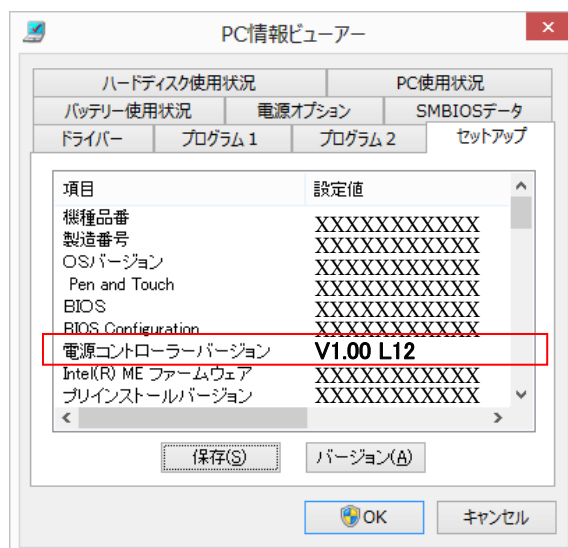 PC情報ビューアー
ハードディスク使用状況 PC使用状況
バッテリー使用状況 電源オプション SMBIOSデータ
ドライバー プログラム1 プログラム2 セットアップ
項目 設定値
機種品番 XXXXXXXXXXX
製造番号 XXXXXXXXXXX
OSバージョン XXXXXXXXXXX
Pen and Touch XXXXXXXXXXX
BIOS XXXXXXXXXXX
BIOS Configuration XXXXXXXXXXX
電源コントローラーバージョン V1.00 L12
Intel(R) ME ファームウェア XXXXXXXXXXX
プリインストールバージョン XXXXXXXXXXX
保存(S) バージョン(A)
OK キャンセル